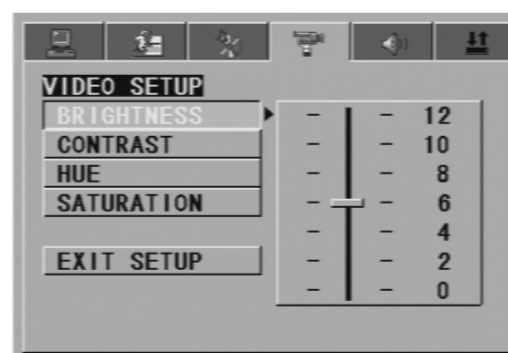 VIDEO SETUP
BRIGHTNESS
CONTRAST
HUE
SATURATION
EXIT SETUP
12
10
8
6
4
2
0